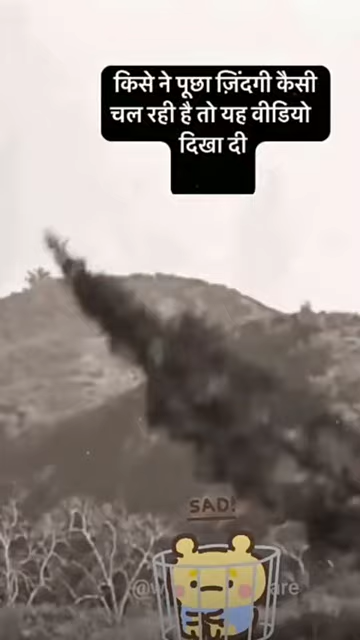 किसे ने पूछा ज़िंदगी कैसी
चल रही है तो यह वीडियो
दिखा दी
SAD!